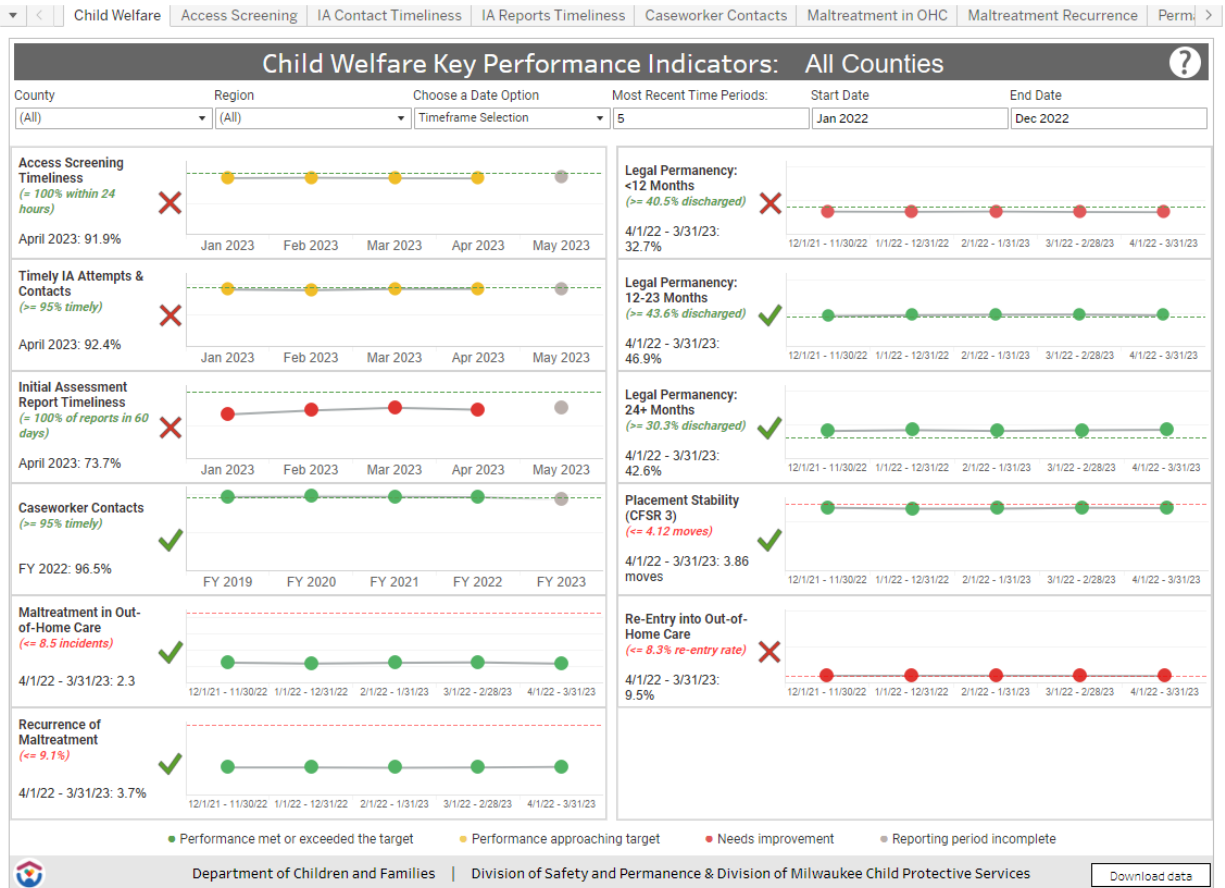 Child Welfare
Access Screening
IA Contact Timeliness
IA Reports Timeliness
Caseworker Contacts
Maltreatment in OHC
Maltreatment Recurrence
Child Welfare Key Performance Indicators: All Counties
?
County
Region
Choose a Date Option
Most Recent Time Periods:
Start Date
End Date
(All)
(All)
Timeframe Selection
5
Jan 2022
Dec 2022
Access Screening
Timeliness
(= 100% within 24
hours)
April 2023: 91.9%
Jan 2023 Feb 2023 Mar 2023 Apr 2023 May 2023
Timely IA Attempts &
Contacts
(>= 95% timely)
April 2023: 92.4%
Jan 2023 Feb 2023 Mar 2023 Apr 2023 May 2023
Initial Assessment
Report Timeliness
(= 100% of reports in 60
days)
April 2023: 73.7%
Jan 2023 Feb 2023 Mar 2023 Apr 2023 May 2023
Caseworker Contacts
(>= 95% timely)
FY 2022: 96.5%
FY 2019 FY 2020 FY 2021 FY 2022 FY 2023
Maltreatment in Out-
of-Home Care
(<= 8.5 incidents)
4/1/22 - 3/31/23: 2.3
12/1/21 - 11/30/22 1/1/22 - 12/31/22 2/1/22 - 1/31/23 3/1/22 - 2/28/23 4/1/22 - 3/31/23
Recurrence of
Maltreatment
(<= 9.1%)
4/1/22 - 3/31/23: 3.7%
12/1/21 - 11/30/22 1/1/22 - 12/31/22 2/1/22 - 1/31/23 3/1/22 - 2/28/23 4/1/22 - 3/31/23
Legal Permanency:
<12 Months
(>= 40.5% discharged)
4/1/22 - 3/31/23:
32.7%
12/1/21 - 11/30/22 1/1/22 - 12/31/22 2/1/22 - 1/31/23 3/1/22 - 2/28/23 4/1/22 - 3/31/23
Legal Permanency:
12-23 Months
(>= 43.6% discharged)
4/1/22 - 3/31/23:
46.9%
12/1/21 - 11/30/22 1/1/22 - 12/31/22 2/1/22 - 1/31/23 3/1/22 - 2/28/23 4/1/22 - 3/31/23
Legal Permanency:
24+ Months
(>= 30.3% discharged)
4/1/22 - 3/31/23:
42.6%
12/1/21 - 11/30/22 1/1/22 - 12/31/22 2/1/22 - 1/31/23 3/1/22 - 2/28/23 4/1/22 - 3/31/23
Placement Stability
(CFSR 3)
(<= 4.12 moves)
4/1/22 - 3/31/23: 3.86
moves
12/1/21 - 11/30/22 1/1/22 - 12/31/22 2/1/22 - 1/31/23 3/1/22 - 2/28/23 4/1/22 - 3/31/23
Re-Entry into Out-of-
Home Care
(<= 8.3% re-entry rate)
4/1/22 - 3/31/23:
9.5%
12/1/21 - 11/30/22 1/1/22 - 12/31/22 2/1/22 - 1/31/23 3/1/22 - 2/28/23 4/1/22 - 3/31/23
Performance met or exceeded the target
Performance approaching target
Needs improvement
Reporting period incomplete
Department of Children and Families | Division of Safety and Permanence & Division of Milwaukee Child Protective Services
Download data